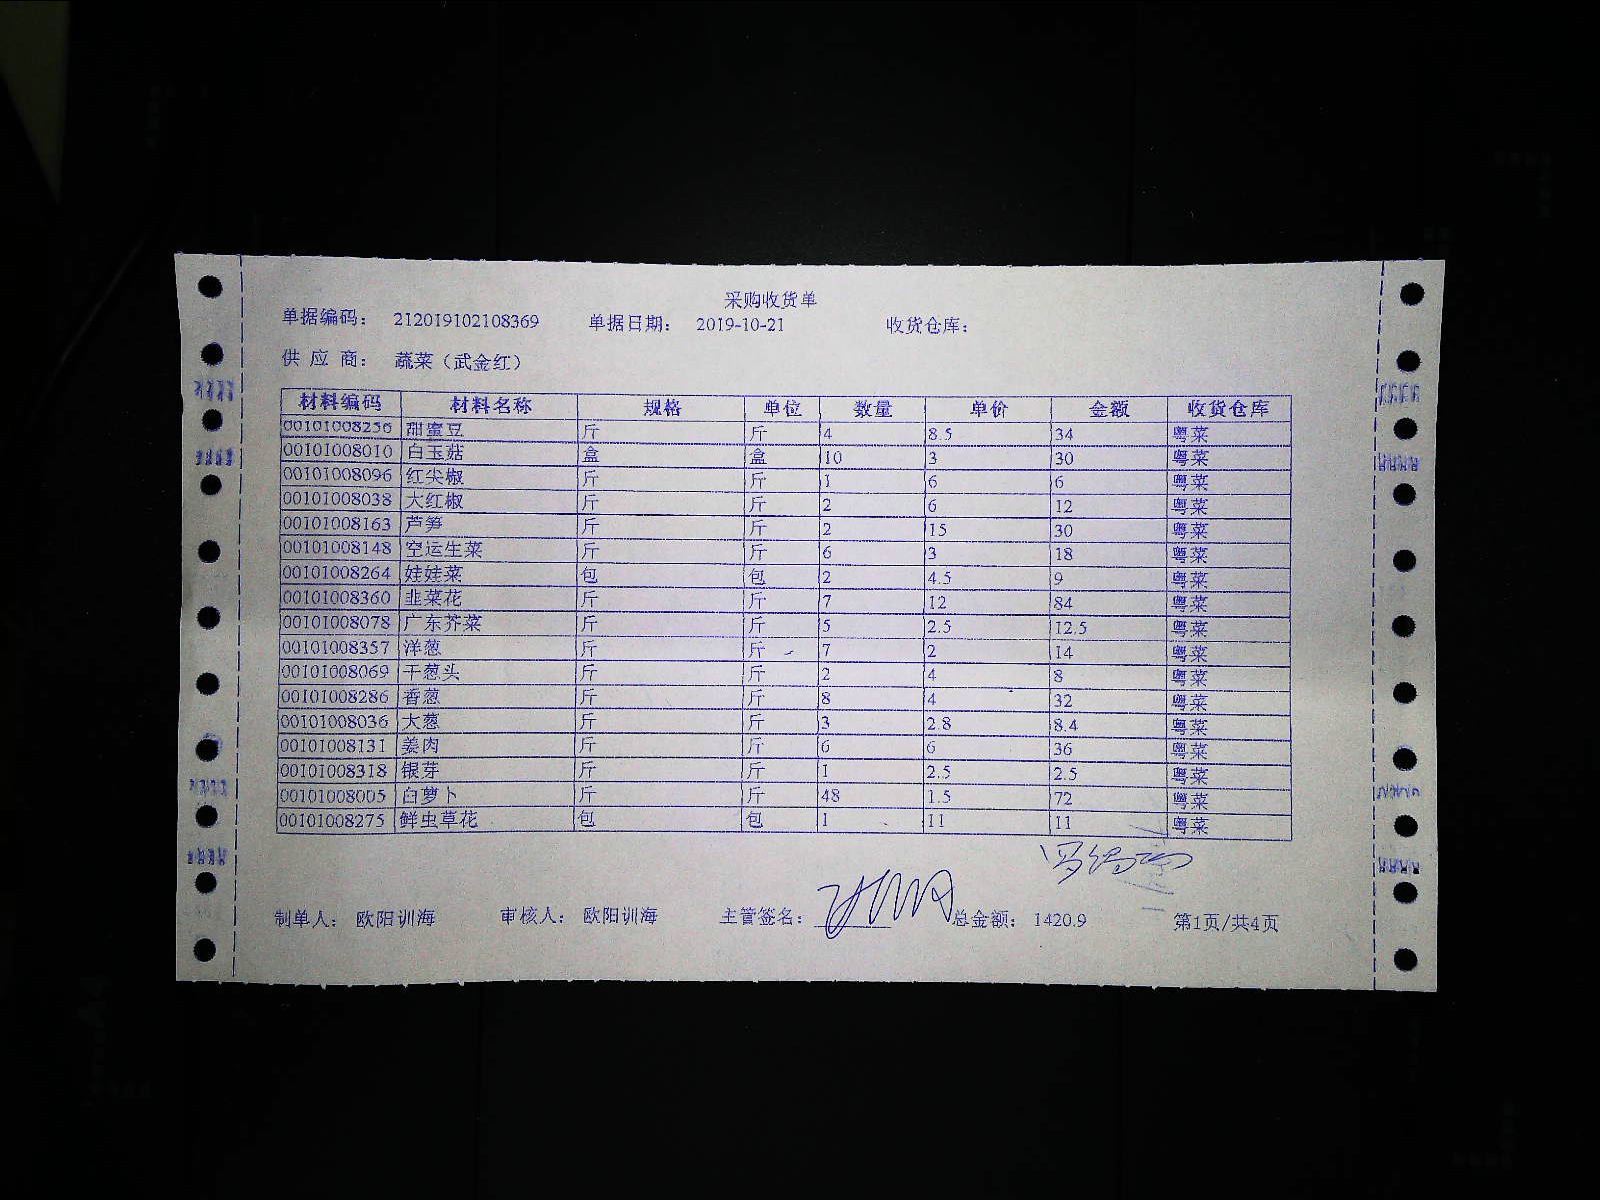 采购收货单
单据编码： 212019102108369 单据日期： 2019-10-21 收货仓库：
供 应 商： 蔬菜（武金红）
材料编码 材料名称 规格 单位 数量 单价 金额 收货仓库
00101008256 甜蜜豆 斤 斤 4 8.5 34 粤菜
00101008010 白玉菇 盒 盒 10 3 30 粤菜
00101008096 红尖椒 斤 斤 1 6 6 粤菜
00101008038 大红椒 斤 斤 2 6 12 粤菜
00101008163 芦笋 斤 斤 2 15 30 粤菜
00101008148 空运生菜 斤 斤 6 3 18 粤菜
00101008264 娃娃菜 包 包 2 4.5 9 粤菜
00101008360 韭菜花 斤 斤 7 12 84 粤菜
00101008078 广东芥菜 斤 斤 5 2.5 12.5 粤菜
00101008357 洋葱 斤 斤 7 2 14 粤菜
00101008069 干葱头 斤 斤 2 4 8 粤菜
00101008286 香葱 斤 斤 8 4 32 粤菜
00101008036 大葱 斤 斤 3 2.8 8.4 粤菜
00101008131 姜肉 斤 斤 6 6 36 粤菜
00101008318 银芽 斤 斤 1 2.5 2.5 粤菜
00101008005 白萝卜 斤 斤 48 1.5 72 粤菜
00101008275 鲜虫草花 包 包 1 11 11 粤菜
制单人： 欧阳训海 审核人： 欧阳训海 主管签名： 总金额： 1420.9 第1页/共4页